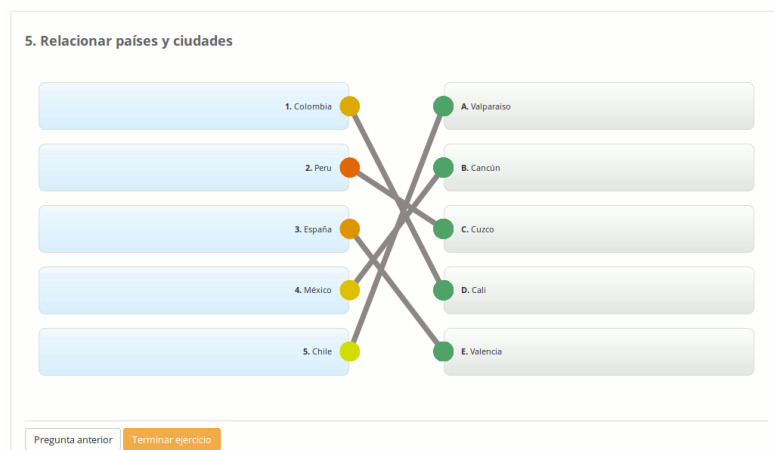 5. Relacionar países y ciudades
1. Colombia
A. Valparaiso
2. Peru
B. Cancún
3. España
C. Cuzco
4. México
D. Cali
5. Chile
E. Valencia
Pregunta anterior
Terminar ejercicio